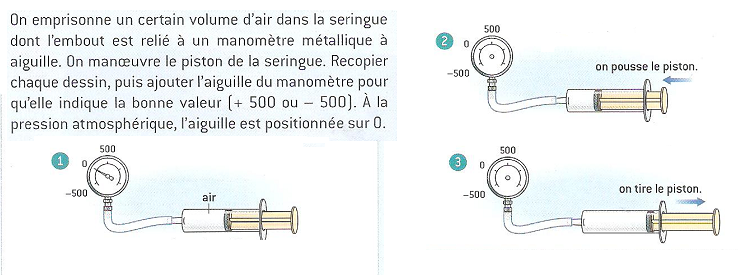 On emprisonne un certain volume d'air dans la seringue
dont l'embout est relié à un manomètre métallique à
aiguille. On manœuvre le piston de la seringue. Recopier
chaque dessin, puis ajouter l'aiguille du manomètre pour
qu'elle indique la bonne valeur (+ 500 ou – 500). À la
pression atmosphérique, l'aiguille est positionnée sur 0.
1
500
0
–500
air
2
500
0
–500
on pousse le piston.
3
500
0
–500
on tire le piston.